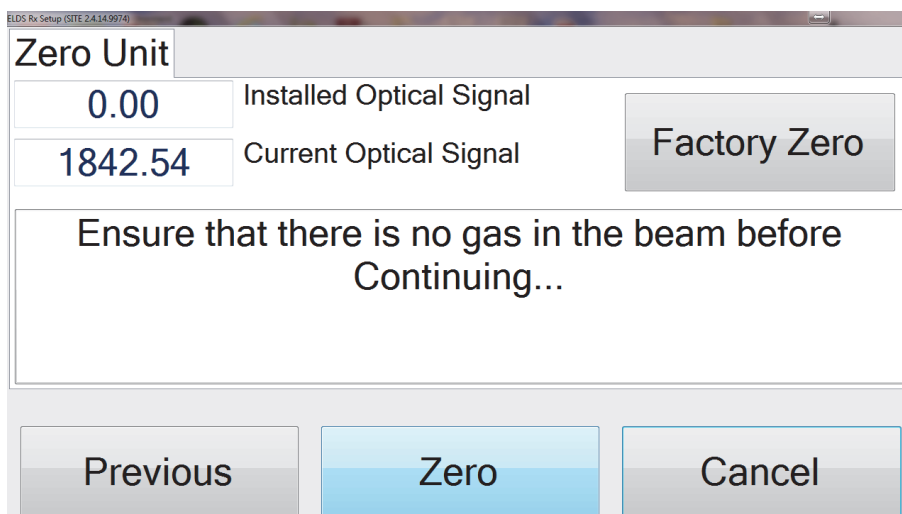 ELDS Rx Setup (SITE 2.4.14.9974)
Zero Unit
0.00 Installed Optical Signal
1842.54 Current Optical Signal
Factory Zero
Ensure that there is no gas in the beam before
Continuing...
Previous Zero Cancel